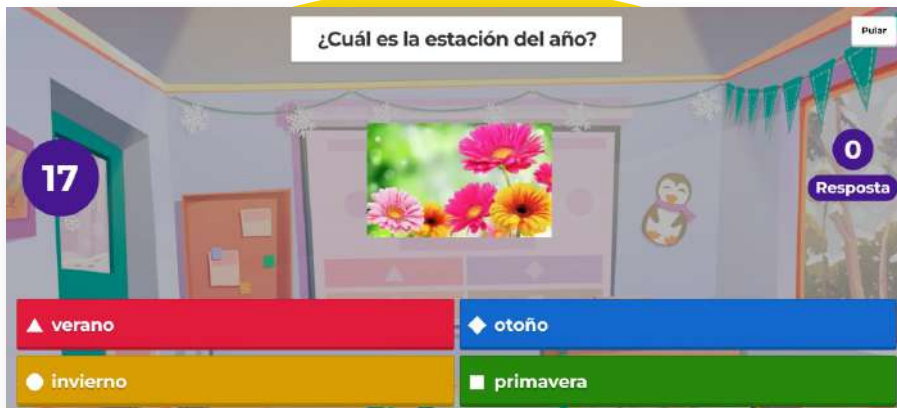 ¿Cuál es la estación del año?
Pular
17
0
Resposta
verano
otoño
invierno
primavera